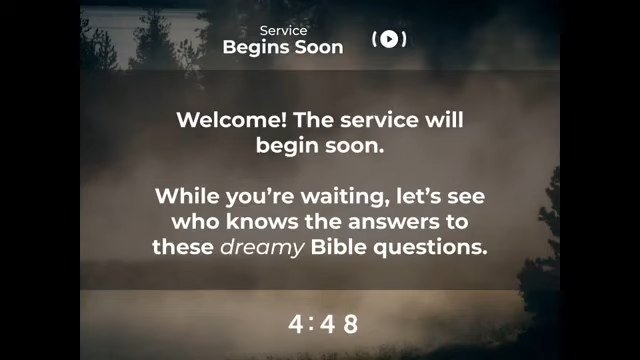 Service
Begins Soon
Welcome! The service will
begin soon.
While you’re waiting, let’s see
who knows the answers to
these dreamy Bible questions.
4:48